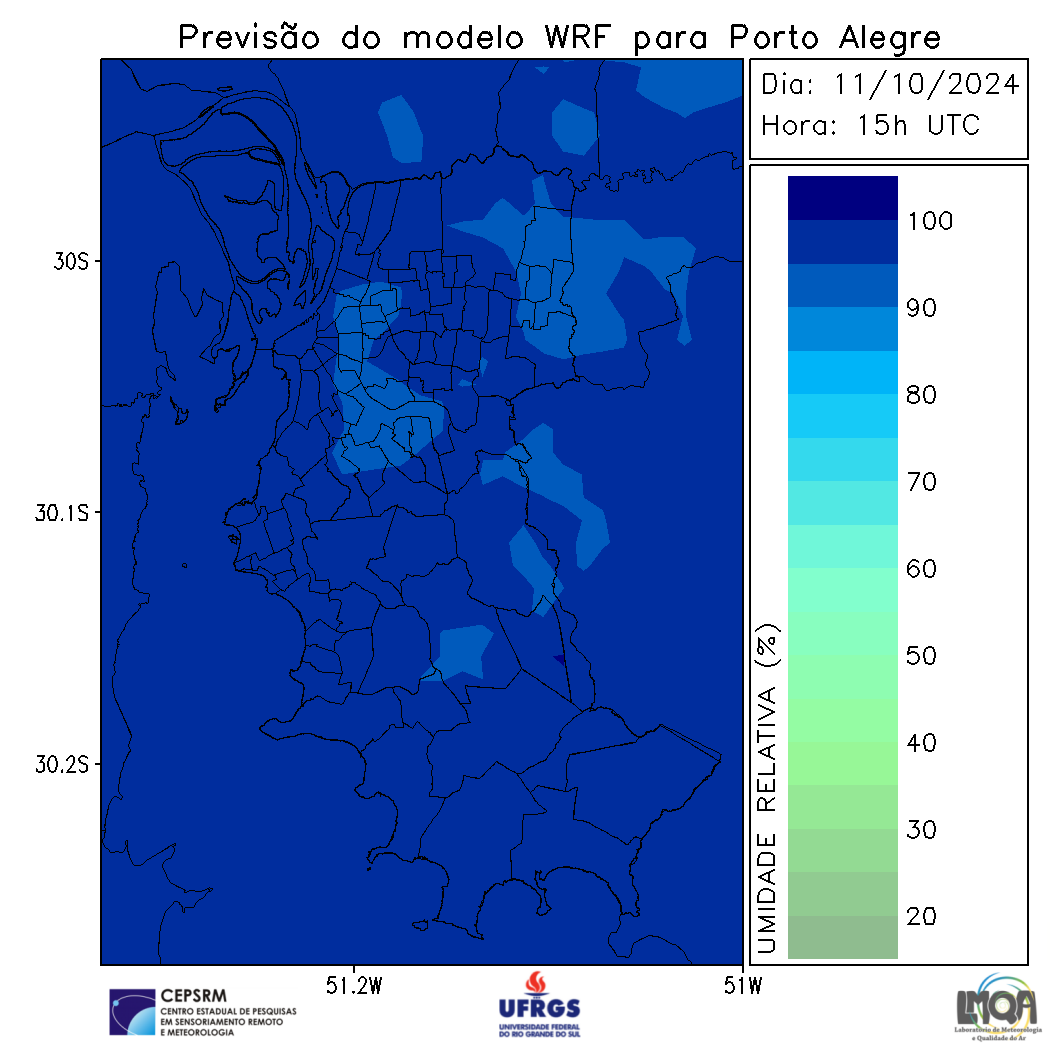 Previsão do modelo WRF para Porto Alegre
Dia: 11/10/2024
Hora: 15h UTC
30S
30.1S
30.2S
51.2W
51W
UMIDADE RELATIVA (%)
100
90
80
70
60
50
40
30
20
CEPSRM
CENTRO ESTADUAL DE PESQUISAS
EM SENSORIAMENTO REMOTO
E METEOROLOGIA
UFRGS
UNIVERSIDADE FEDERAL
DO RIO GRANDE DO SUL
LMQA
Laboratório de Meteorologia
e Qualidade do Ar